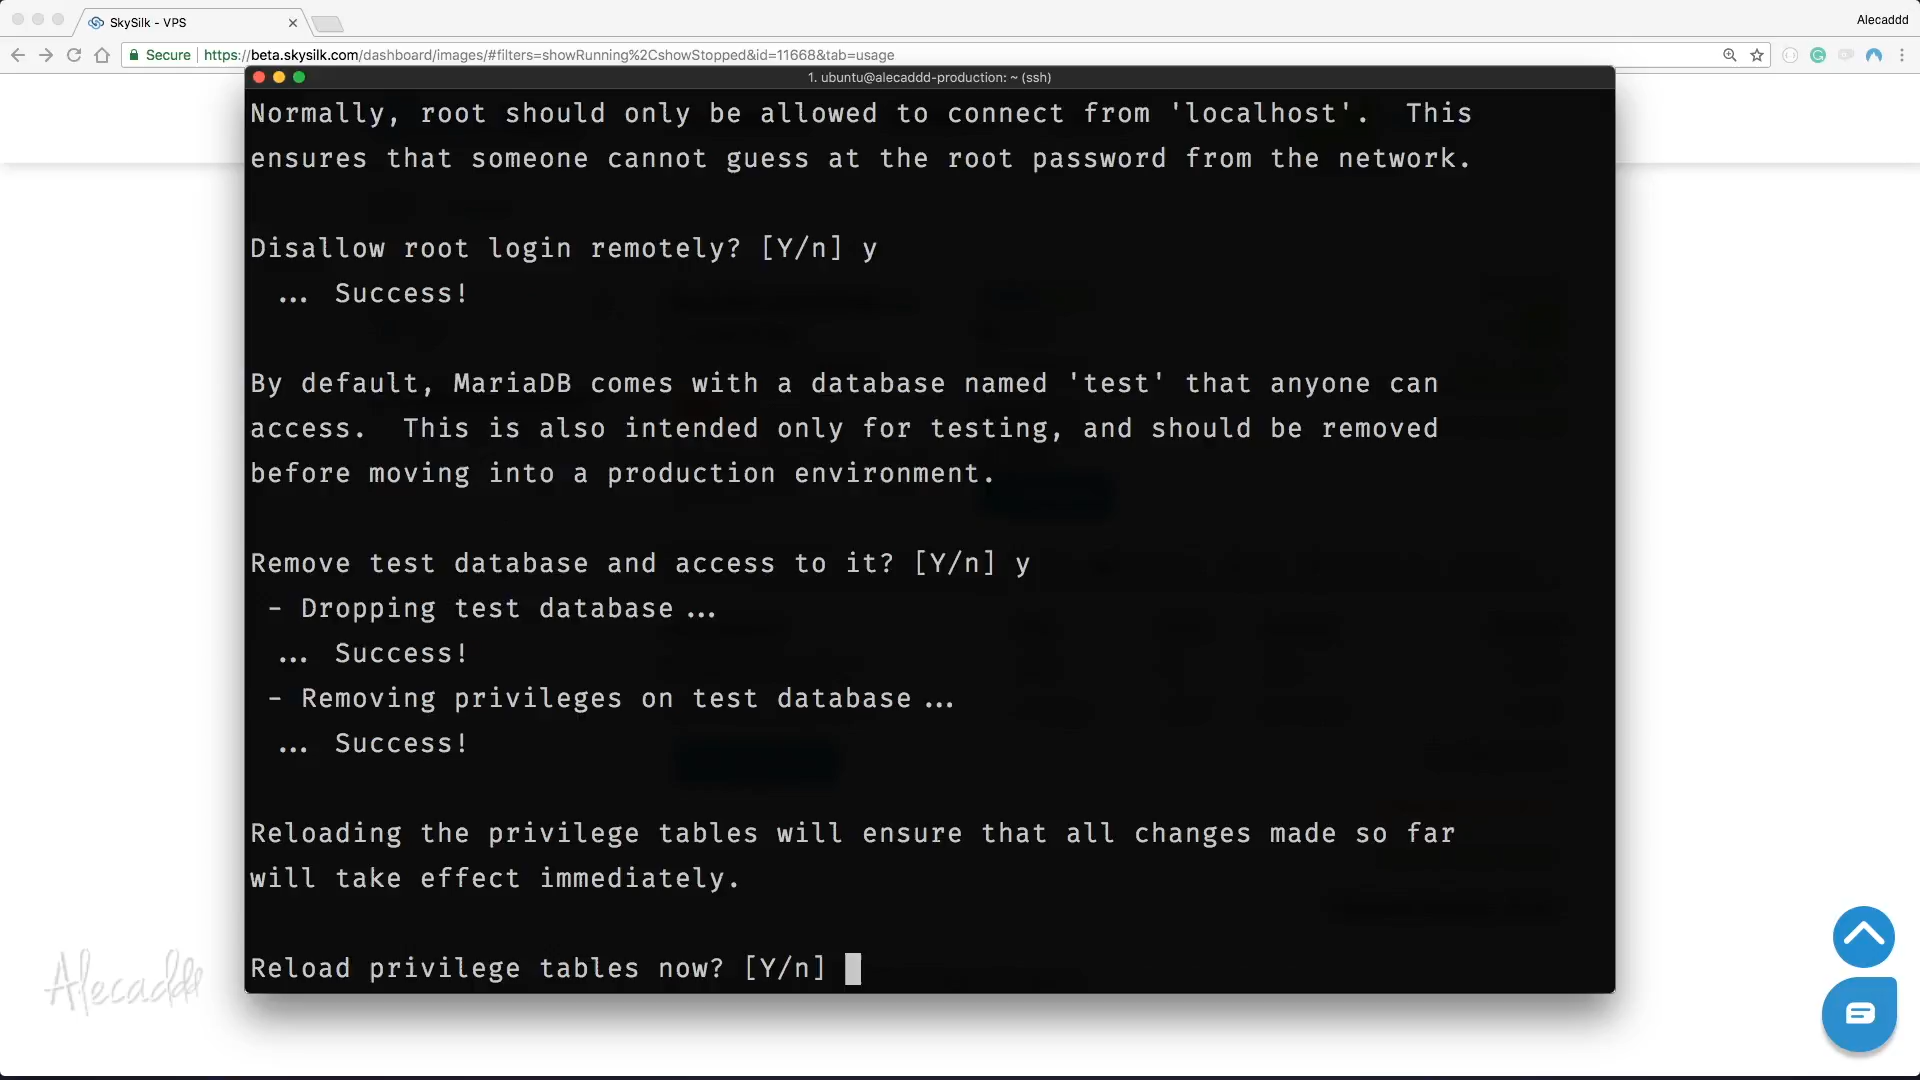 SkySilk - VPS
Alecaddd
Secure
https://beta.skysilk.com/dashboard/images/#filters=showRunning%2CshowStopped&id=11668&tab=usage
1. ubuntu@alecaddd-production: ~ (ssh)
Normally, root should only be allowed to connect from 'localhost'.  This
ensures that someone cannot guess at the root password from the network.
Disallow root login remotely? [Y/n] y
... Success!
By default, MariaDB comes with a database named 'test' that anyone can
access.  This is also intended only for testing, and should be removed
before moving into a production environment.
Remove test database and access to it? [Y/n] y
- Dropping test database...
... Success!
- Removing privileges on test database...
... Success!
Reloading the privilege tables will ensure that all changes made so far
will take effect immediately.
Reload privilege tables now? [Y/n]
Alecaddd